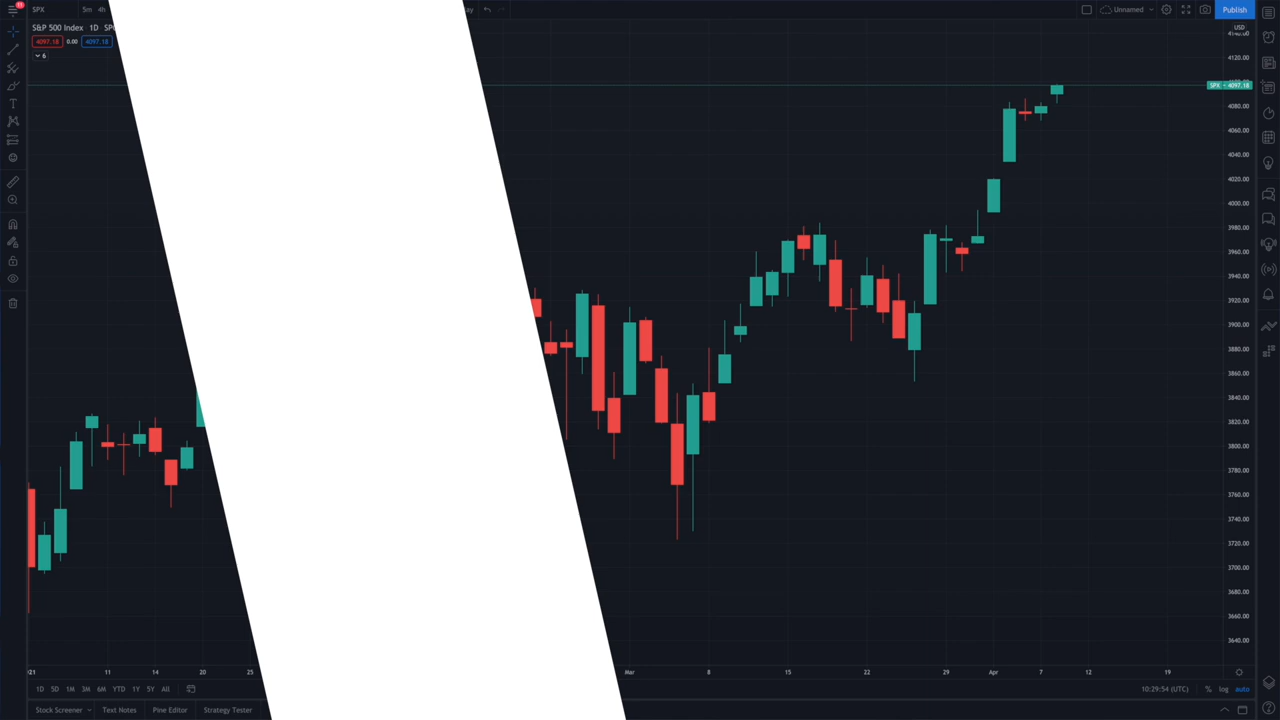 11
SPX 5m 4h
Unnamed
Publish
S&P 500 Index 1D
4097.18 0.00 4097.18
6
USD
4140.00
4120.00
SPX 4097.18
4080.00
4060.00
4040.00
4020.00
4000.00
3980.00
3960.00
3940.00
3920.00
3900.00
3880.00
3860.00
3840.00
3820.00
3800.00
3780.00
3760.00
3740.00
3720.00
3700.00
3680.00
3660.00
3640.00
11 20 25 Mar 8 15 22 29 Apr 7 12 19
1D 5D 1M 3M 6M YTD 1Y 5Y All
10:29:54 (UTC) % log auto
Stock Screener Text Notes Pine Editor Strategy Tester